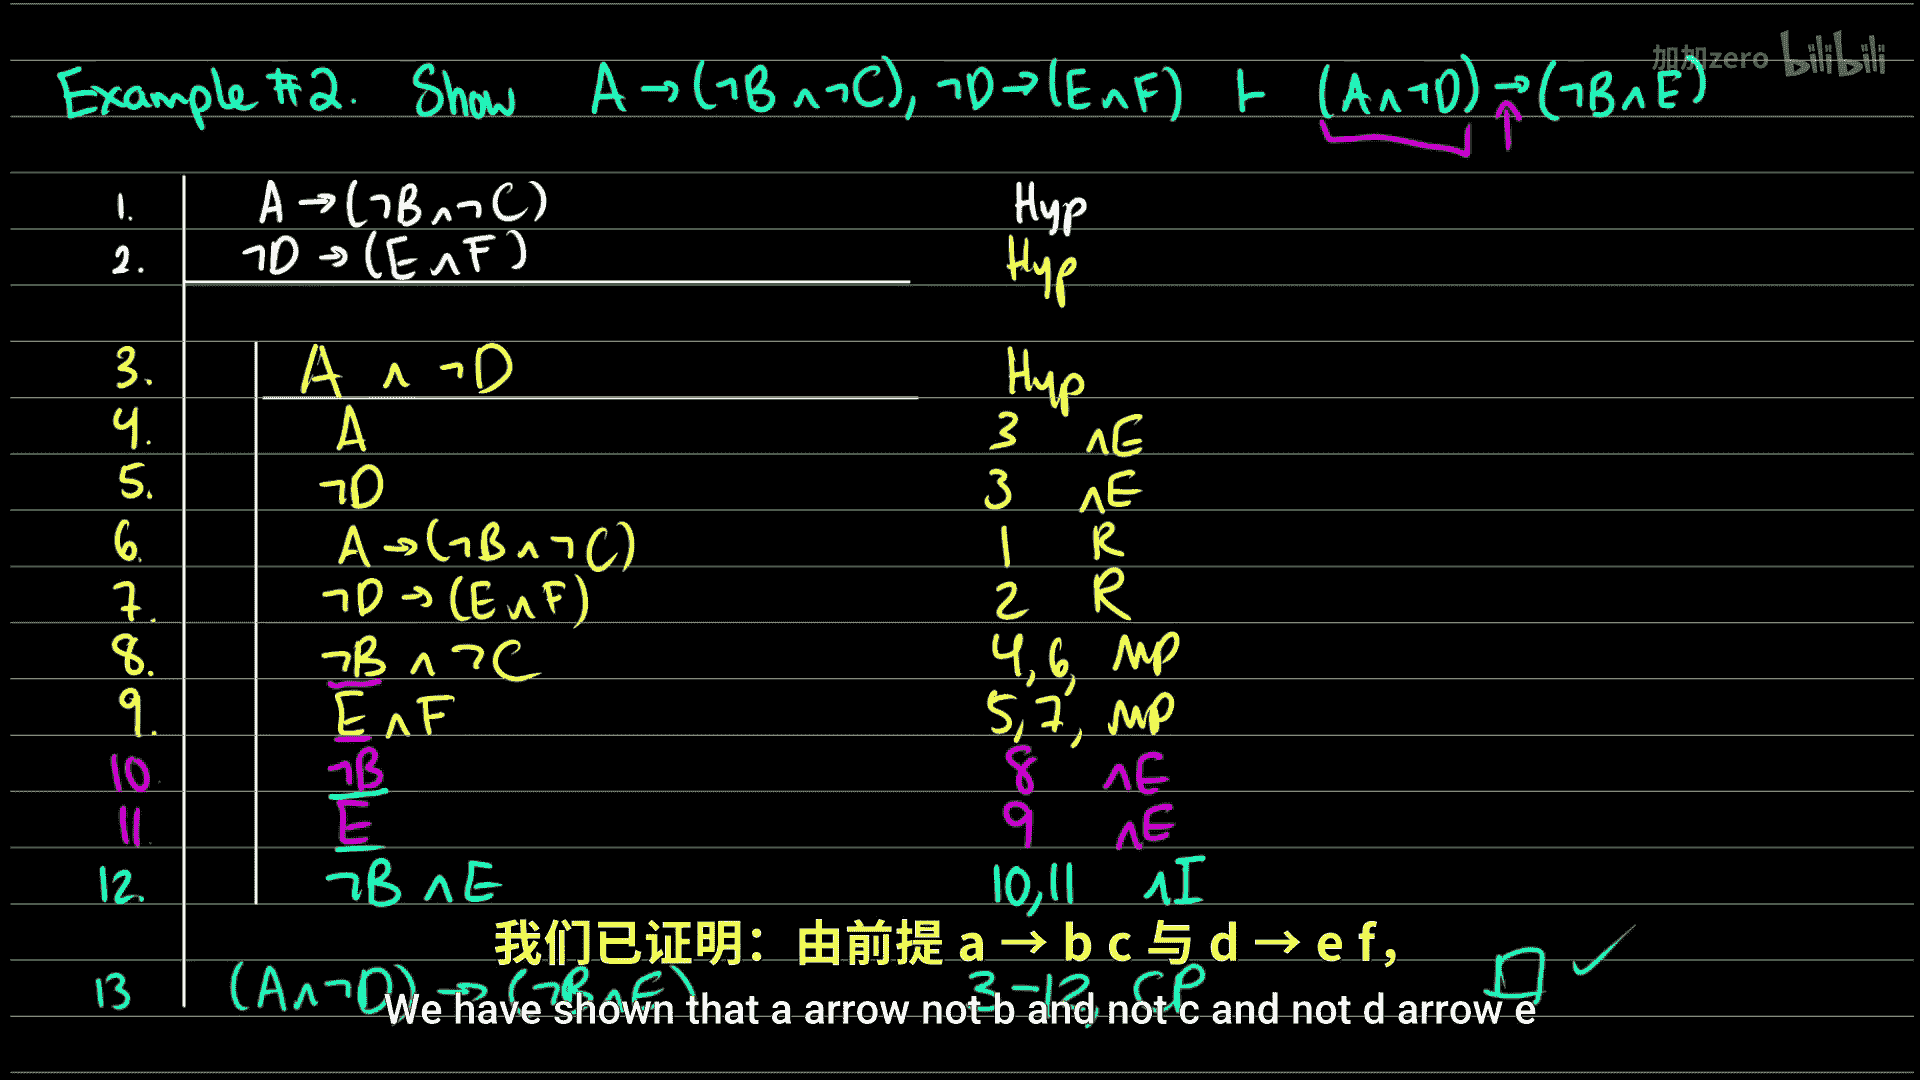 加加zero bilibili
Example #2. Show A → (¬B ∧ ¬C), ¬D → (E ∧ F) ⊢ (A ∧ ¬D) → (¬B ∧ E)
1. A → (¬B ∧ ¬C) Hyp
2. ¬D → (E ∧ F) Hyp
3. A ∧ ¬D Hyp
4. A 3 ∧E
5. ¬D 3 ∧E
6. A → (¬B ∧ ¬C) 1 R
7. ¬D → (E ∧ F) 2 R
8. ¬B ∧ ¬C 4,6, MP
9. E ∧ F 5,7, MP
10. ¬B 8 ∧E
11 E 9 ∧E
12. ¬B ∧ E 10,11 ∧I
我们已证明：由前提 a → b c 与 d → e f，
13 (A ∧ ¬D) → (¬B ∧ E) 3-12, CP □ ✓
We have shown that a arrow not b and not c and not d arrow e